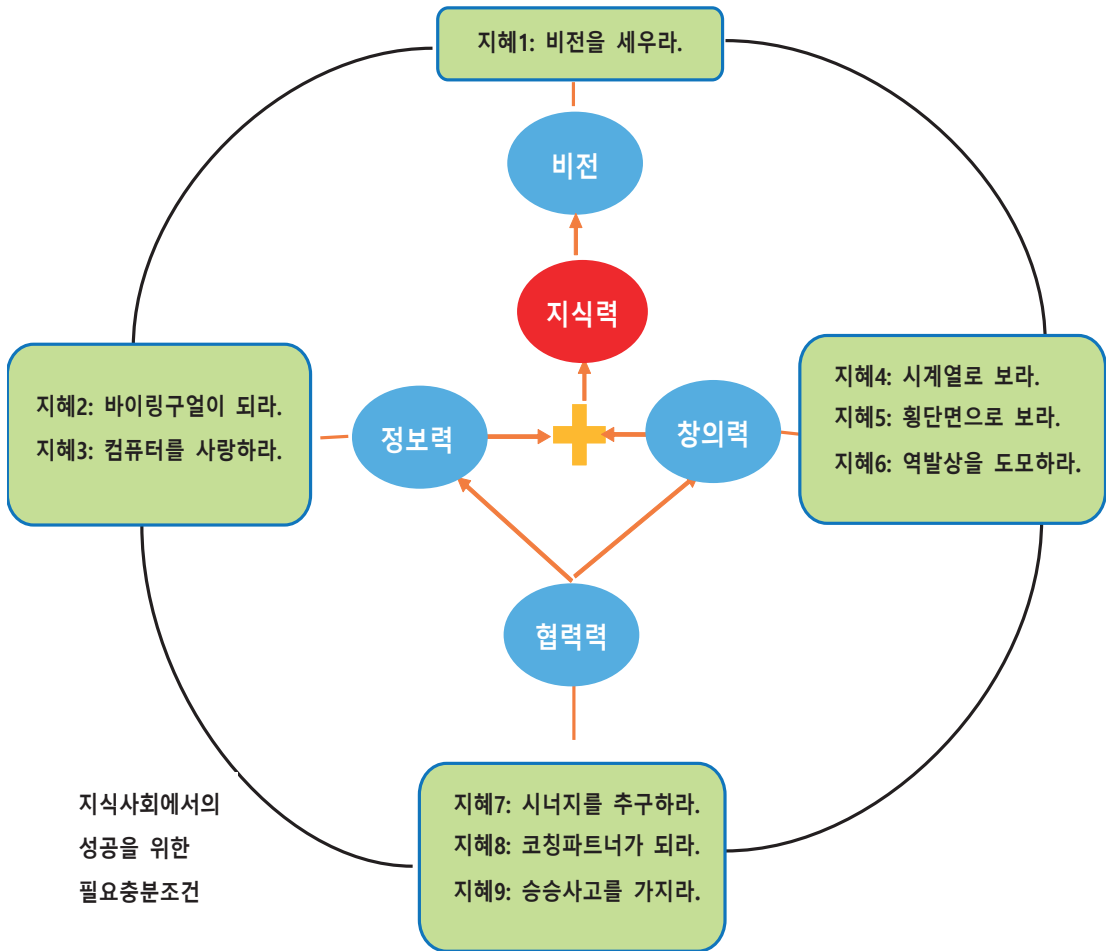 지혜1: 비전을 세우라.
비전
지식력
지혜2: 바이링구얼이 되라.
지혜3: 컴퓨터를 사랑하라.
정보력
창의력
지혜4: 시계열로 보라.
지혜5: 횡단면으로 보라.
지혜6: 역발상을 도모하라.
협력력
지식사회에서의
성공을 위한
필요충분조건
지혜7: 시너지를 추구하라.
지혜8: 코칭파트너가 되라.
지혜9: 승승사고를 가지라.